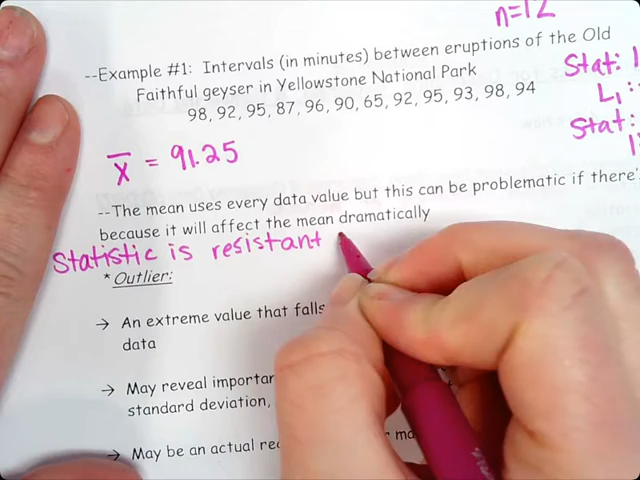 n=12
--Example #1: Intervals (in minutes) between eruptions of the Old
Stat:
Faithful geyser in Yellowstone National Park
L₁:
98, 92, 95, 87, 96, 90, 65, 92, 95, 93, 98, 94
Stat:
x̄ = 91.25
--The mean uses every data value but this can be problematic if there'
because it will affect the mean dramatically
Statistic is resistant
*Outlier:
→ An extreme value that falls
data
→ May reveal importan
standard deviation,
→ May be an actual